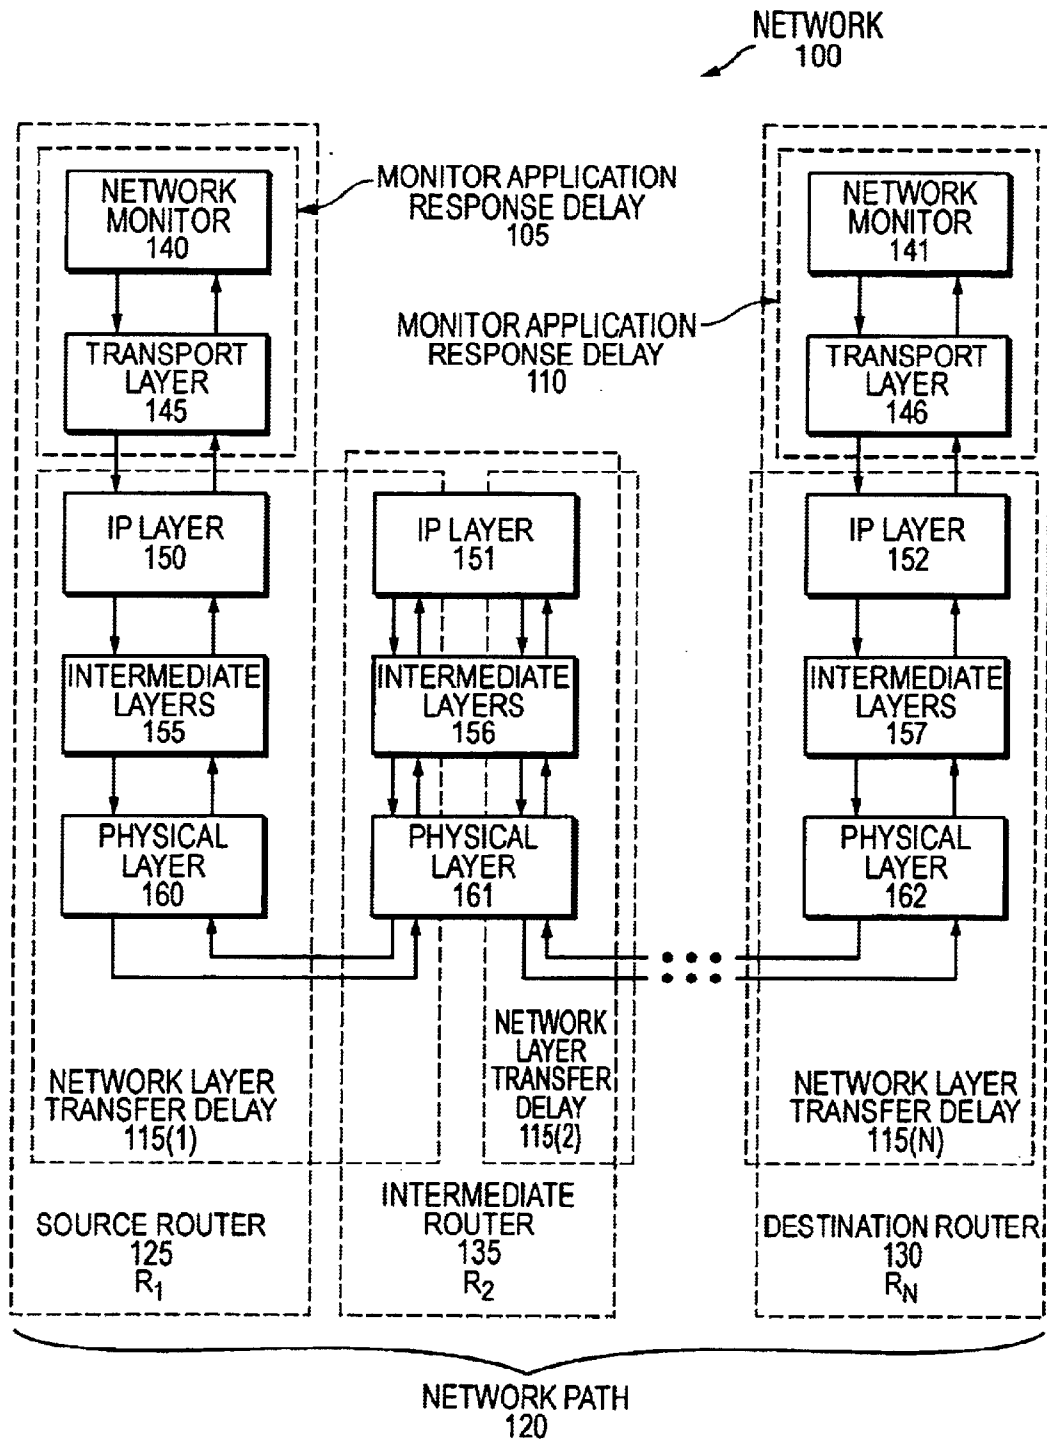 NETWORK
100
MONITOR APPLICATION
RESPONSE DELAY
105
NETWORK
MONITOR
140
TRANSPORT
LAYER
145
NETWORK
MONITOR
141
MONITOR APPLICATION
RESPONSE DELAY
110
TRANSPORT
LAYER
146
IP LAYER
150
IP LAYER
151
IP LAYER
152
INTERMEDIATE
LAYERS
155
INTERMEDIATE
LAYERS
156
INTERMEDIATE
LAYERS
157
PHYSICAL
LAYER
160
PHYSICAL
LAYER
161
PHYSICAL
LAYER
162
NETWORK LAYER
TRANSFER DELAY
115(1)
NETWORK
LAYER
TRANSFER
DELAY
115(2)
NETWORK LAYER
TRANSFER DELAY
115(N)
SOURCE ROUTER
125
R1
INTERMEDIATE
ROUTER
135
R2
DESTINATION ROUTER
130
RN
NETWORK PATH
120